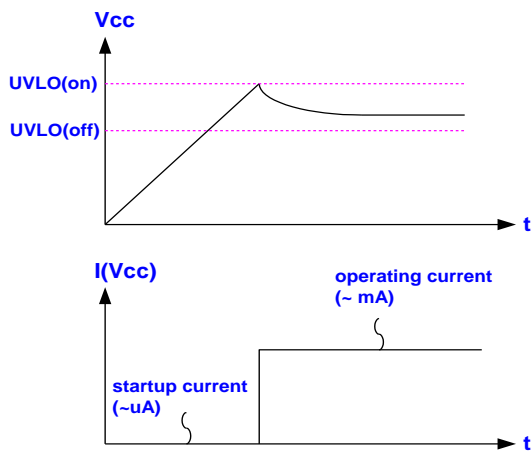 Vcc
UVLO(on)
UVLO(off)
t
I(Vcc)
operating current
(~ mA)
startup current
(~uA)
t